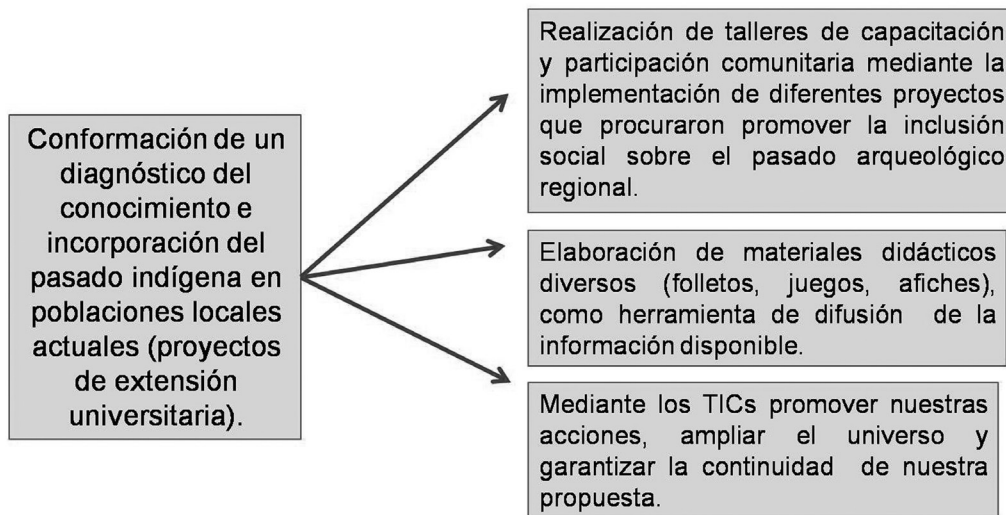 Conformación de un
diagnóstico del
conocimiento e
incorporación del
pasado indígena en
poblaciones locales
actuales (proyectos
de extensión
universitaria).
Realización de talleres de capacitación
y participación comunitaria mediante la
implementación de diferentes proyectos
que procuraron promover la inclusión
social sobre el pasado arqueológico
regional.
Elaboración de materiales didácticos
diversos (folletos, juegos, afiches),
como herramienta de difusión de la
información disponible.
Mediante los TICs promover nuestras
acciones, ampliar el universo y
garantizar la continuidad de nuestra
propuesta.